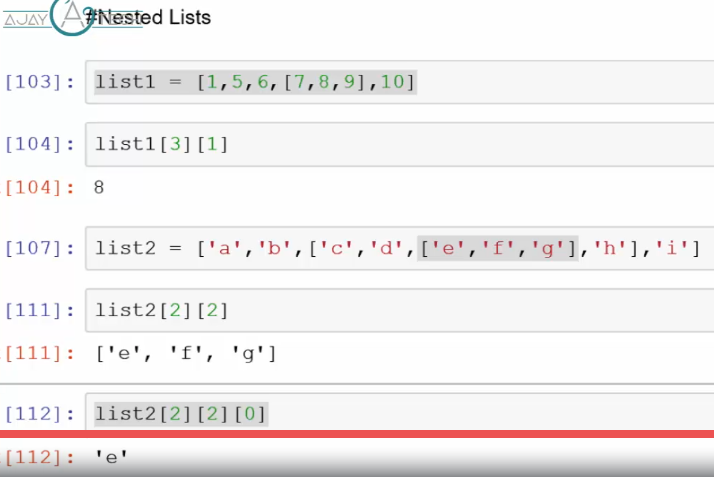 AJAY TECH
#Nested Lists
[103]: list1 = [1,5,6,[7,8,9],10]
[104]: list1[3][1]
[104]: 8
[107]: list2 = ['a','b',['c','d',['e','f','g'],'h'],'i']
[111]: list2[2][2]
[111]: ['e', 'f', 'g']
[112]: list2[2][2][0]
[112]: 'e'